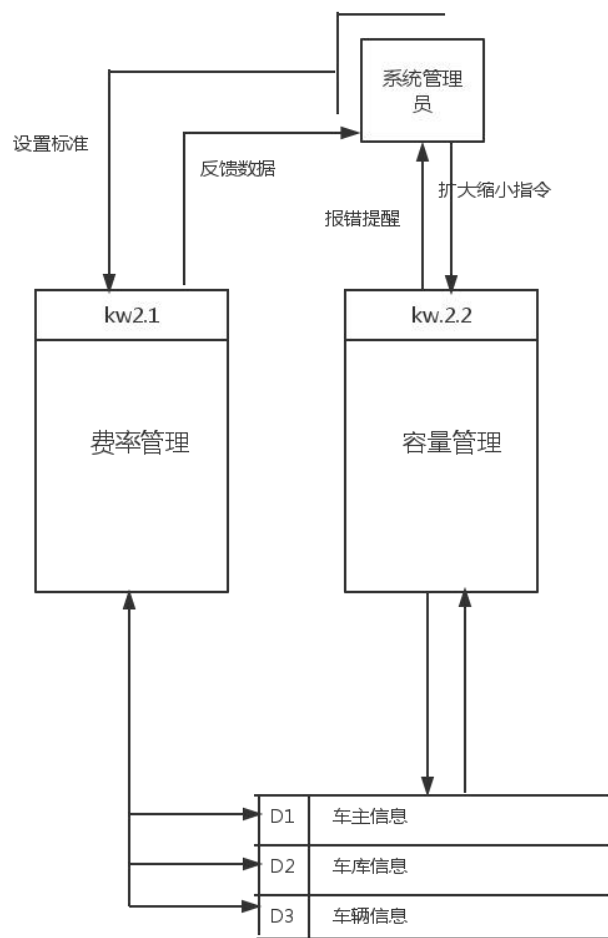 系统管理
员
设置标准
反馈数据
扩大缩小指令
报错提醒
kw2.1
kw.2.2
费率管理
容量管理
D1 车主信息
D2 车库信息
D3 车辆信息